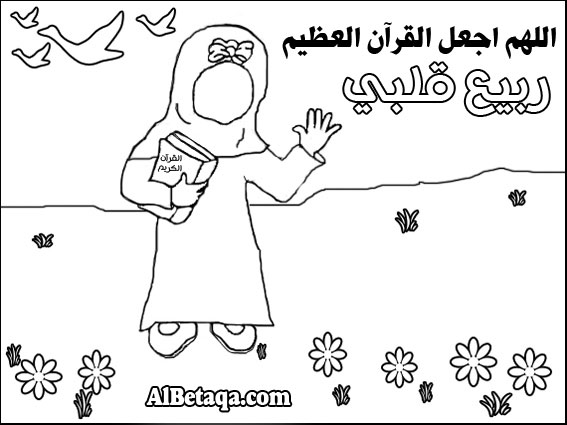 اللهم اجعل القرآن العظيم
ربيع قلبي
القرآن
الكريم
AlBetaqa.com